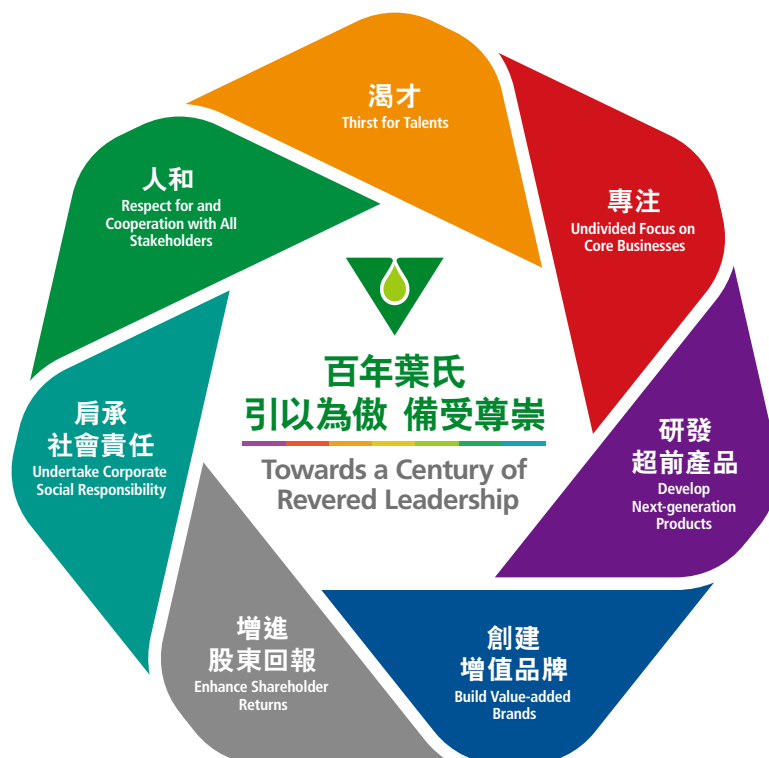 渴才
Thirst for Talents
專注
Undivided Focus on
Core Businesses
研發
超前產品
Develop
Next-generation
Products
創建
增值品牌
Build Value-added
Brands
增進
股東回報
Enhance Shareholder
Returns
肩承
社會責任
Undertake Corporate
Social Responsibility
人和
Respect for and
Cooperation with All
Stakeholders
百年葉氏
引以為傲 備受尊崇
Towards a Century of
Revered Leadership